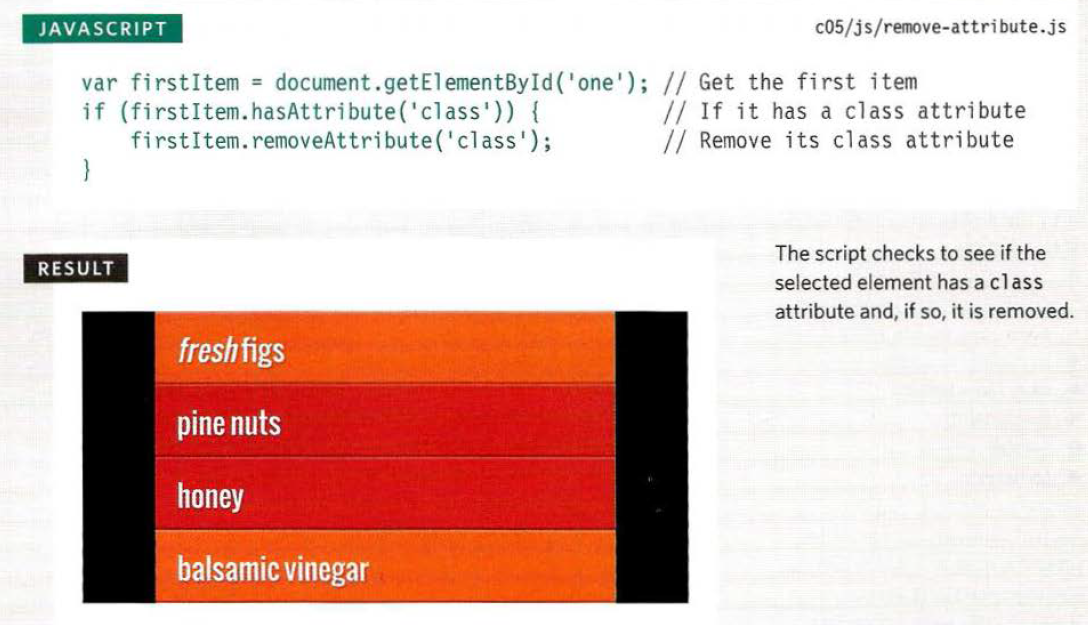 JAVASCRIPT
c05/js/remove-attribute.js
var firstItem = document.getElementById('one'); // Get the first item
if (firstItem.hasAttribute('class')) { // If it has a class attribute
firstItem.removeAttribute('class'); // Remove its class attribute
}
RESULT
The script checks to see if the
selected element has a class
attribute and, if so, it is removed.
fresh figs
pine nuts
honey
balsamic vinegar